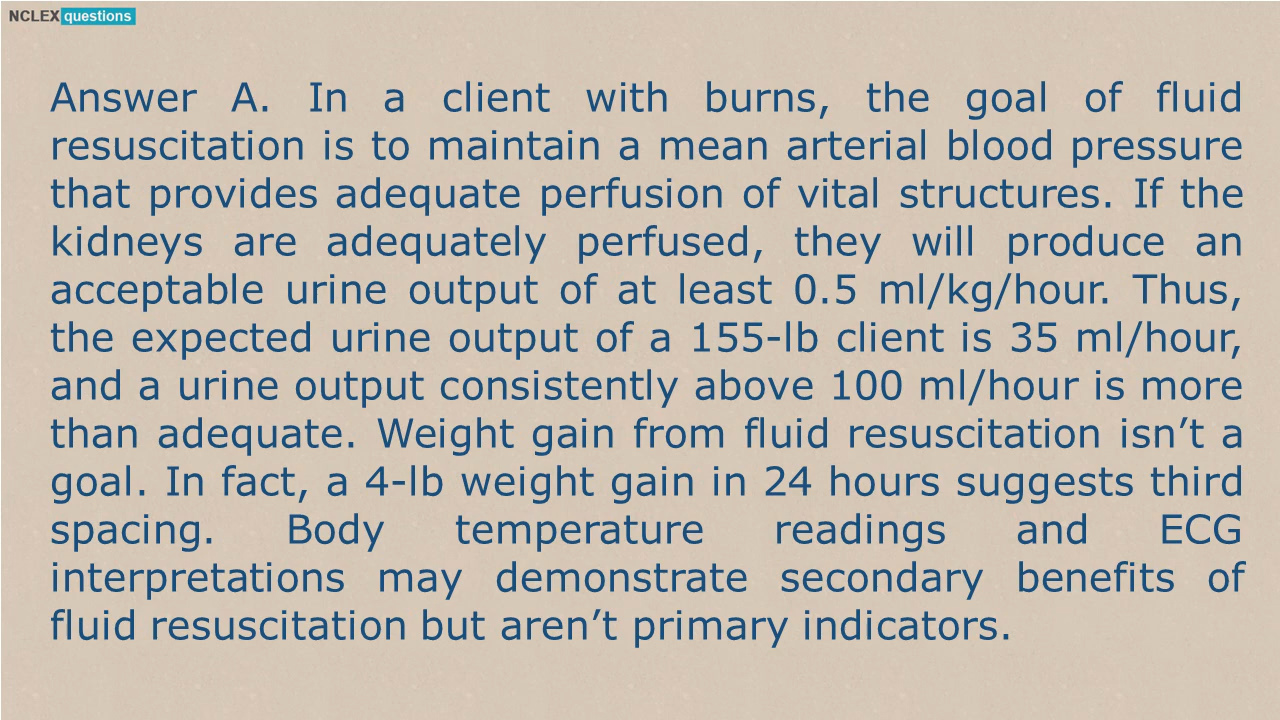 NCLEX questions
Answer A. In a client with burns, the goal of fluid
resuscitation is to maintain a mean arterial blood pressure
that provides adequate perfusion of vital structures. If the
kidneys are adequately perfused, they will produce an
acceptable urine output of at least 0.5 ml/kg/hour. Thus,
the expected urine output of a 155-lb client is 35 ml/hour,
and a urine output consistently above 100 ml/hour is more
than adequate. Weight gain from fluid resuscitation isn’t a
goal. In fact, a 4-lb weight gain in 24 hours suggests third
spacing. Body temperature readings and ECG
interpretations may demonstrate secondary benefits of
fluid resuscitation but aren’t primary indicators.